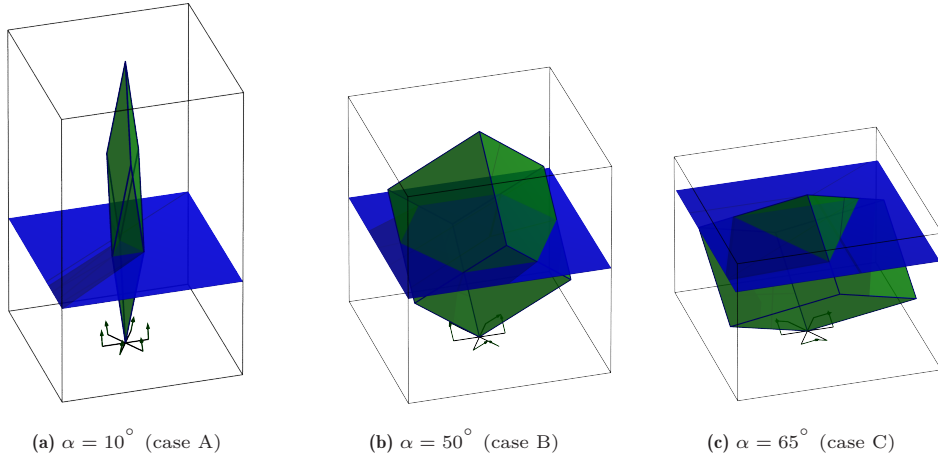 (a) α = 10° (case A)
(b) α = 50° (case B)
(c) α = 65° (case C)